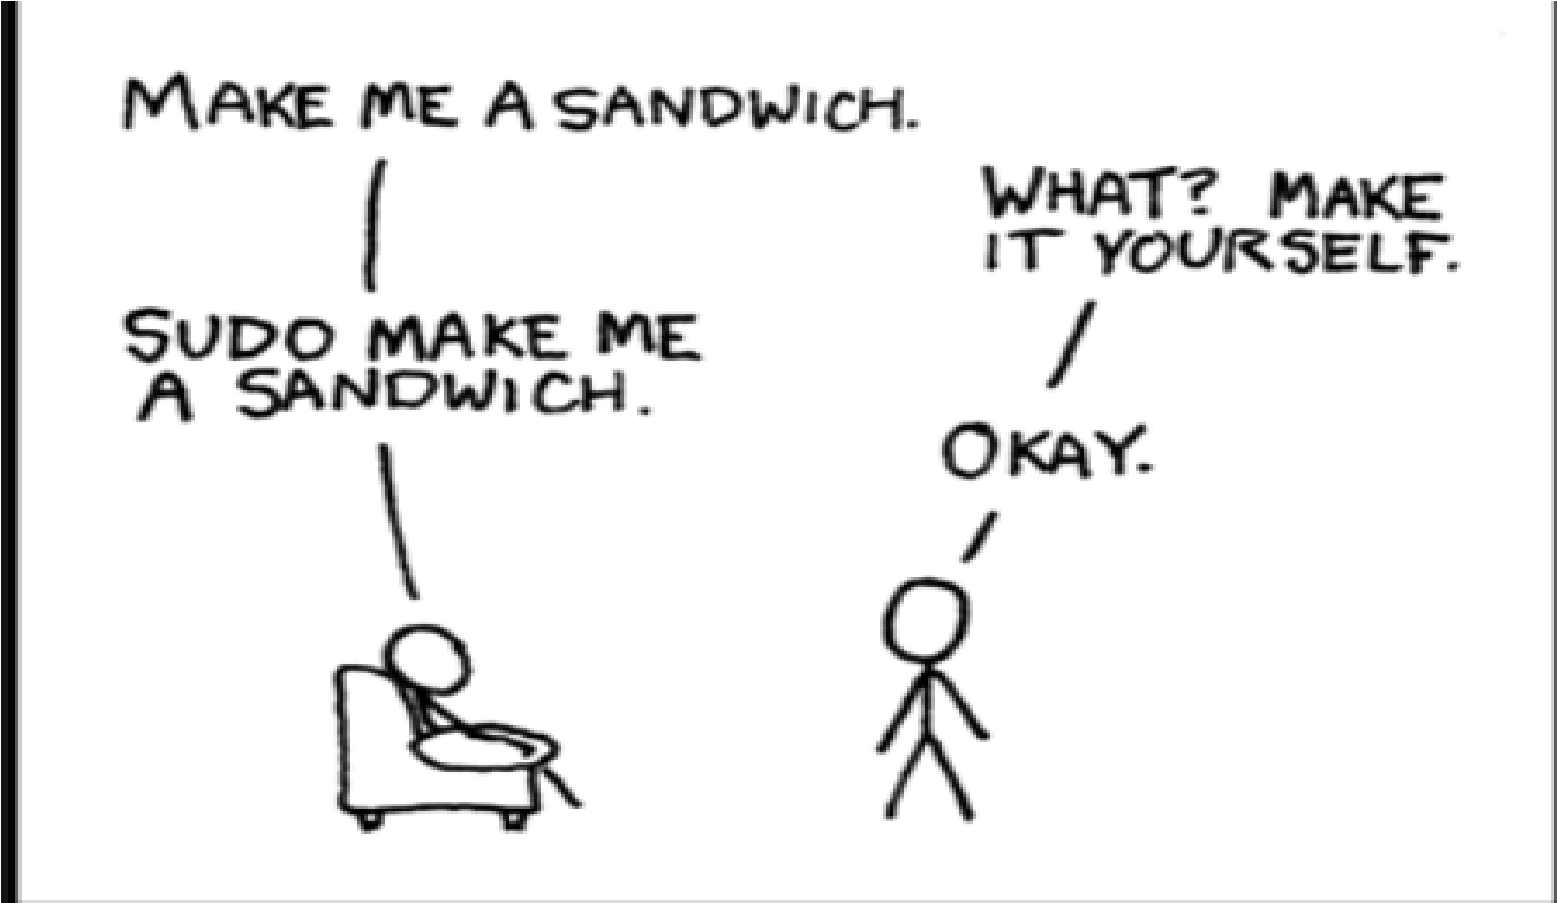 MAKE ME A SANDWICH.
WHAT? MAKE
IT YOURSELF.
SUDO MAKE ME
A SANDWICH.
OKAY.